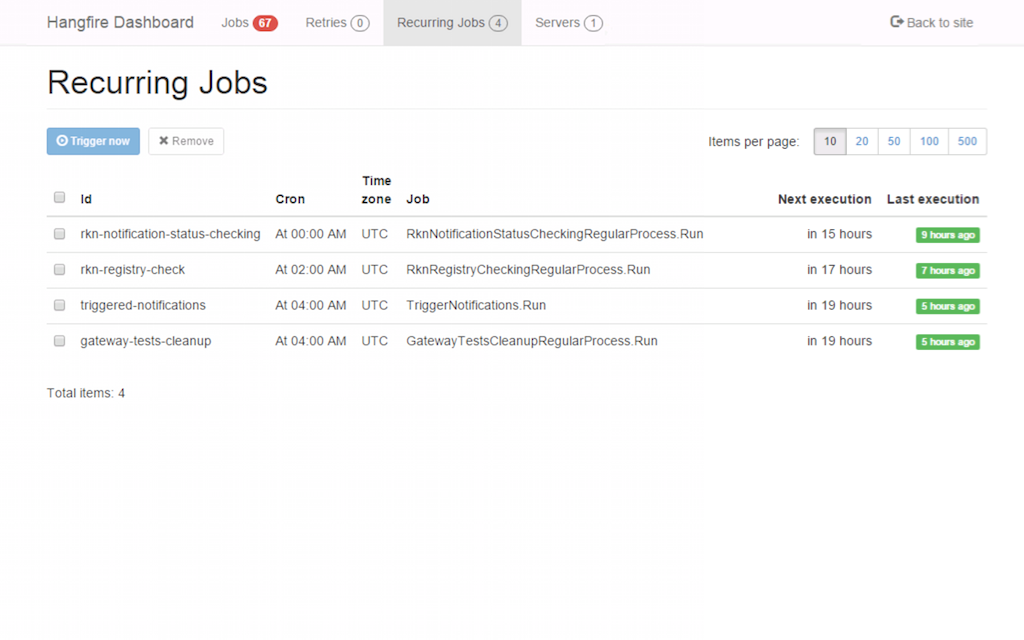 Hangfire Dashboard Jobs 67 Retries 0 Recurring Jobs 4 Servers 1 Back to site
Recurring Jobs
Trigger now Remove Items per page: 10 20 50 100 500
Id Cron Time zone Job Next execution Last execution
rkn-notification-status-checking At 00:00 AM UTC RknNotificationStatusCheckingRegularProcess.Run in 15 hours 9 hours ago
rkn-registry-check At 02:00 AM UTC RknRegistryCheckingRegularProcess.Run in 17 hours 7 hours ago
triggered-notifications At 04:00 AM UTC TriggerNotifications.Run in 19 hours 5 hours ago
gateway-tests-cleanup At 04:00 AM UTC GatewayTestsCleanupRegularProcess.Run in 19 hours 5 hours ago
Total items: 4